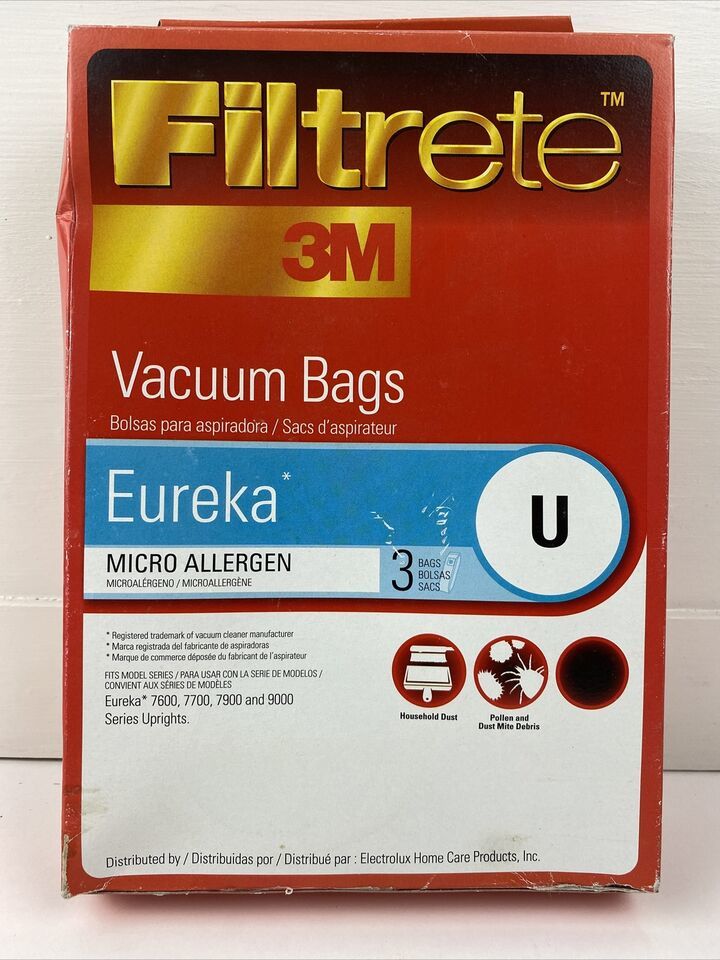 Filtrete™
3M
Vacuum Bags
Bolsas para aspiradora / Sacs d'aspirateur
Eureka*
U
MICRO ALLERGEN
MICROALÉRGENO / MICROALLERGÈNE
3 BAGS
BOLSAS
SACS
* Registered trademark of vacuum cleaner manufacturer
* Marca registrada del fabricante de aspiradoras
* Marque de commerce déposée du fabricant de l'aspirateur
FITS MODEL SERIES / PARA USAR CON LA SERIE DE MODELOS /
CONVIENT AUX SÉRIES DE MODÈLES
Eureka* 7600, 7700, 7900 and 9000
Series Uprights.
Household Dust
Pollen and
Dust Mite Debris
Distributed by / Distribuidas por / Distribué par : Electrolux Home Care Products, Inc.